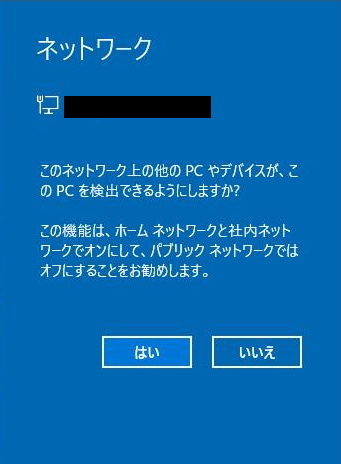 ネットワーク
このネットワーク上の他の PC やデバイスが、こ
の PC を検出できるようにしますか?
この機能は、ホーム ネットワークと社内ネット
ワークでオンにして、パブリック ネットワークでは
オフにすることをお勧めします。
はい
いいえ